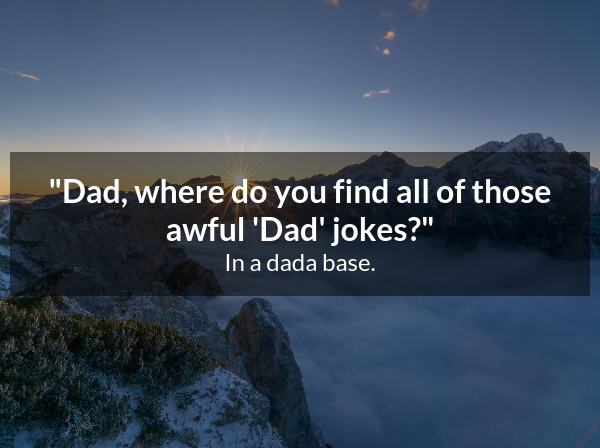 "Dad, where do you find all of those
awful 'Dad' jokes?"
In a dada base.